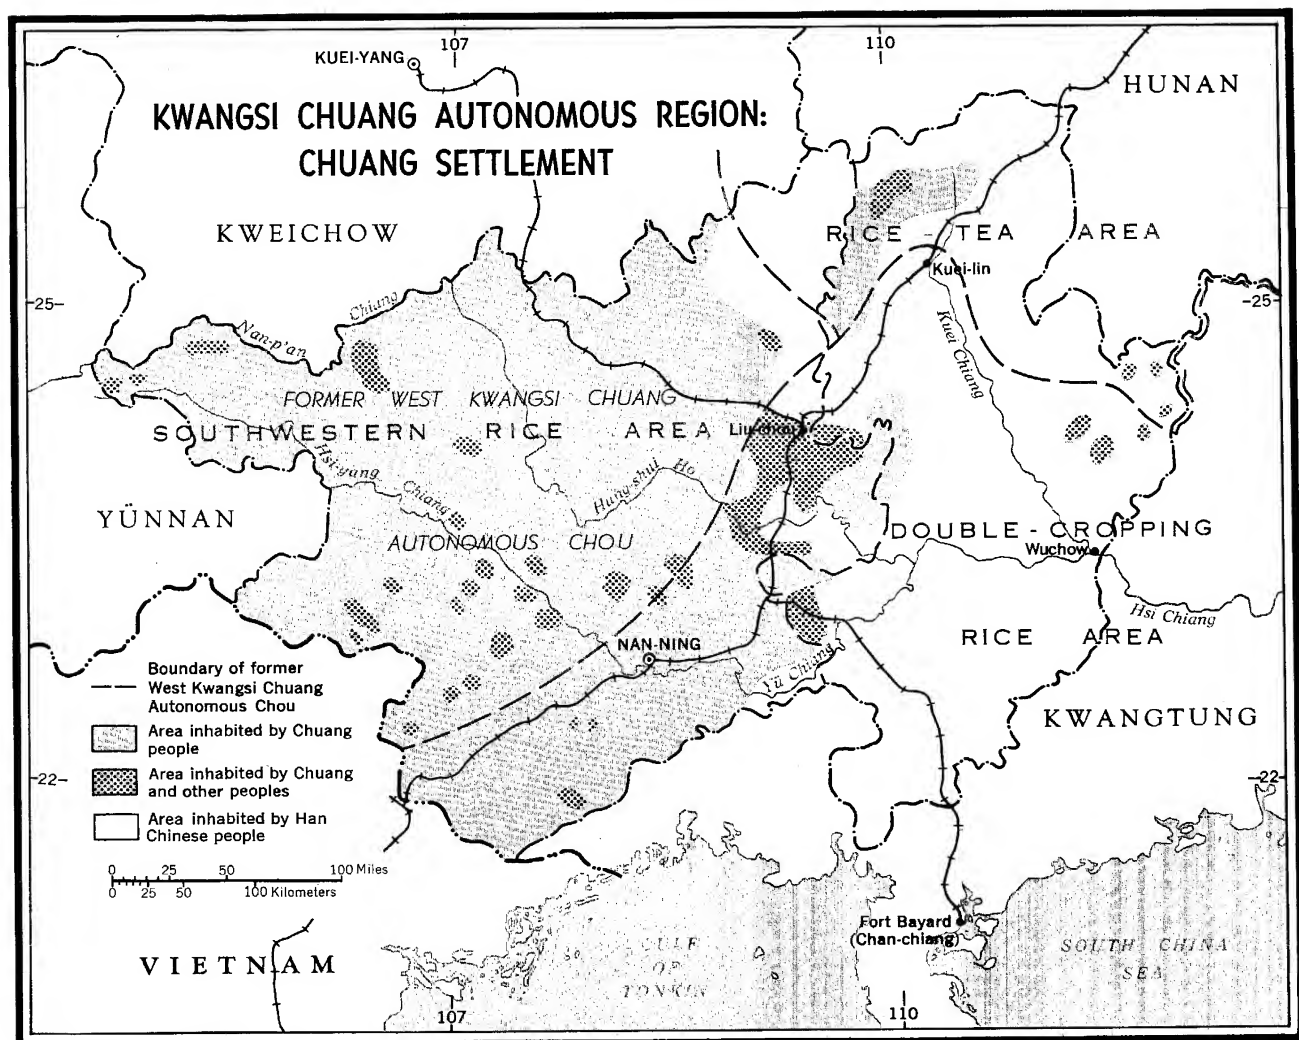 107
110
KUEI-YANG
HUNAN
KWANGSI CHUANG AUTONOMOUS REGION:
CHUANG SETTLEMENT
KWEICHOW
RICE - TEA AREA
Kuei-lin
25
25
Nan-p'an Chiang
Kuei Chiang
FORMER WEST KWANGSI CHUANG
SOUTHWESTERN RICE AREA
Liu-chou
Hsi-yang Chiang
Hung-shui Ho
YÜNNAN
AUTONOMOUS CHOU
DOUBLE - CROPPING
Wuchow
Hsi Chiang
RICE AREA
NAN-NING
Yü Chiang
KWANGTUNG
Boundary of former
West Kwangsi Chuang
Autonomous Chou
Area inhabited by Chuang
people
Area inhabited by Chuang
and other peoples
Area inhabited by Han
Chinese people
22
22
0 25 50 100 Miles
0 25 50 100 Kilometers
Fort Bayard
(Chan-chiang)
VIETNAM
GULF
OF
TONKIN
SOUTH CHINA
SEA
107
110